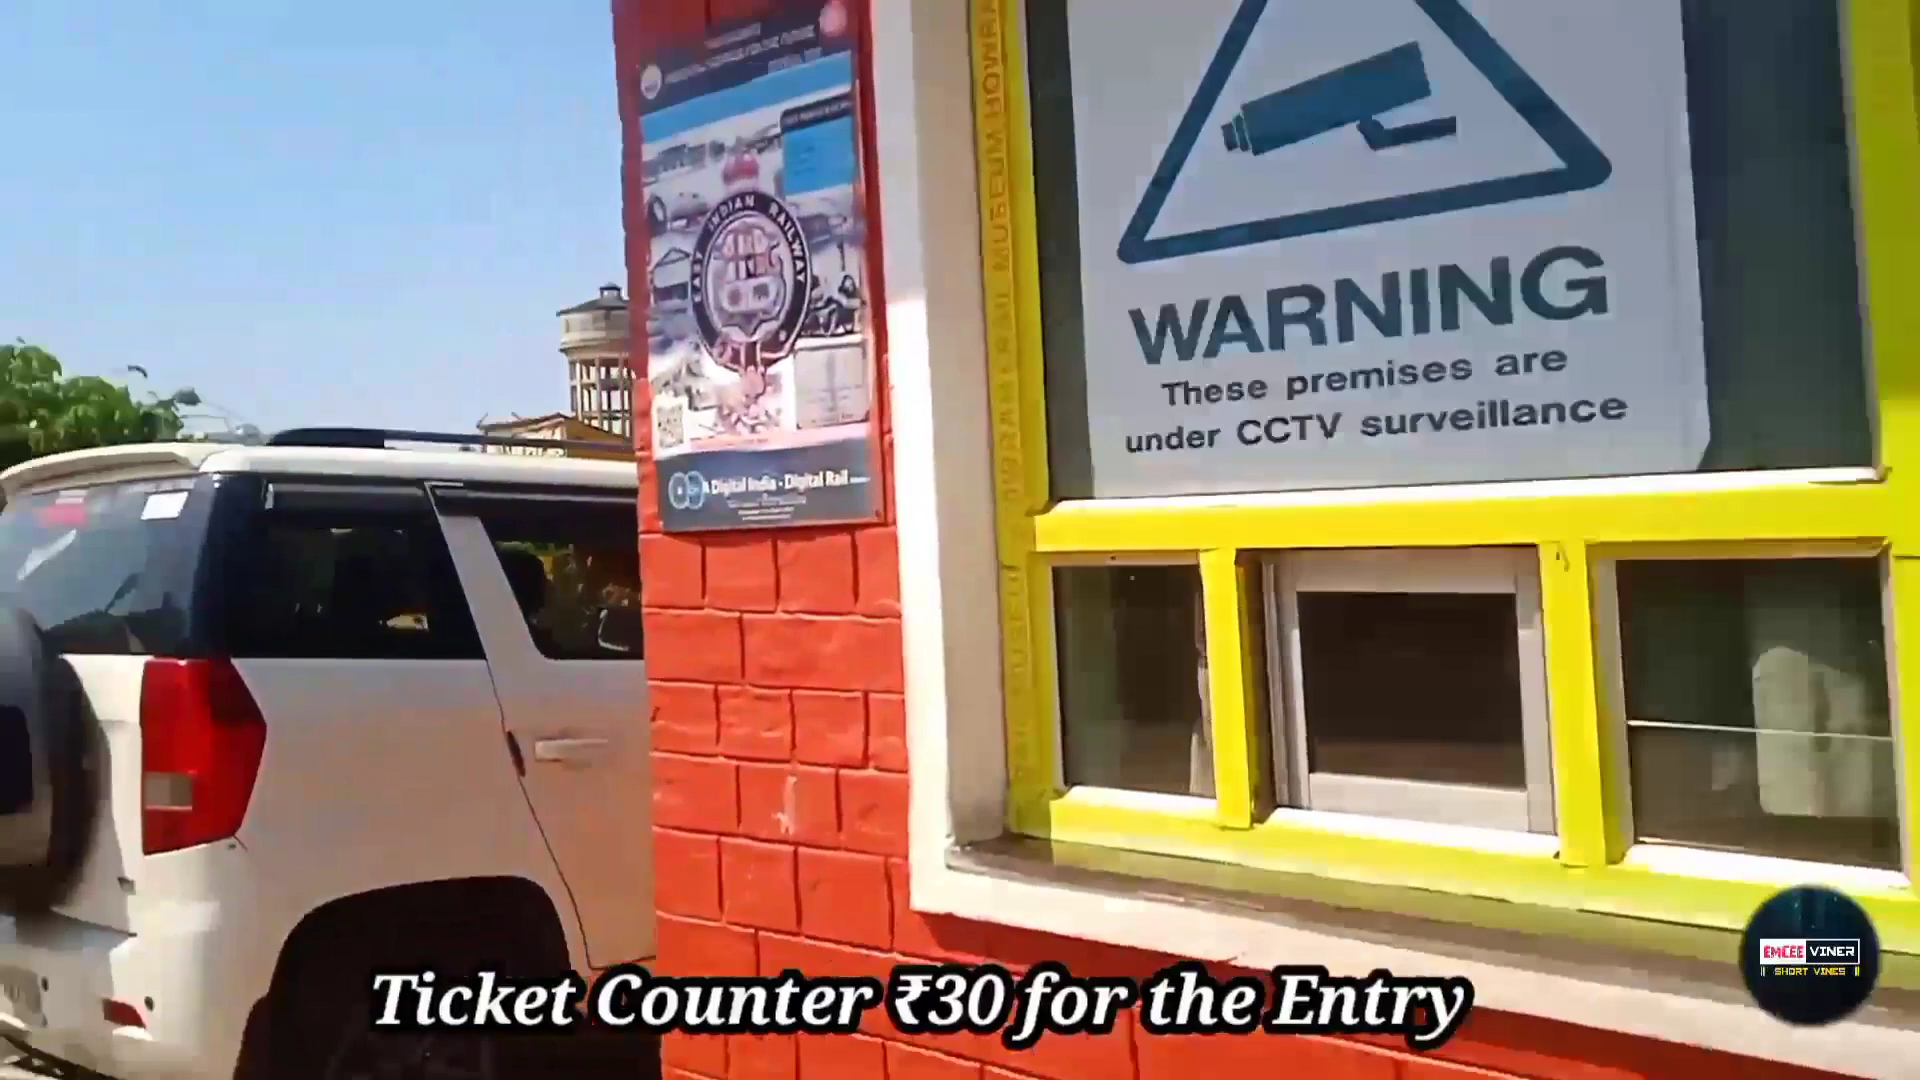 EAST INDIAN RAILWAY
A Digital India - Digital Rail
RAIL MUSEUM HOWRAH
WARNING
These premises are
under CCTV surveillance
Ticket Counter ₹30 for the Entry
EMCEE VINER
SHORT VINES